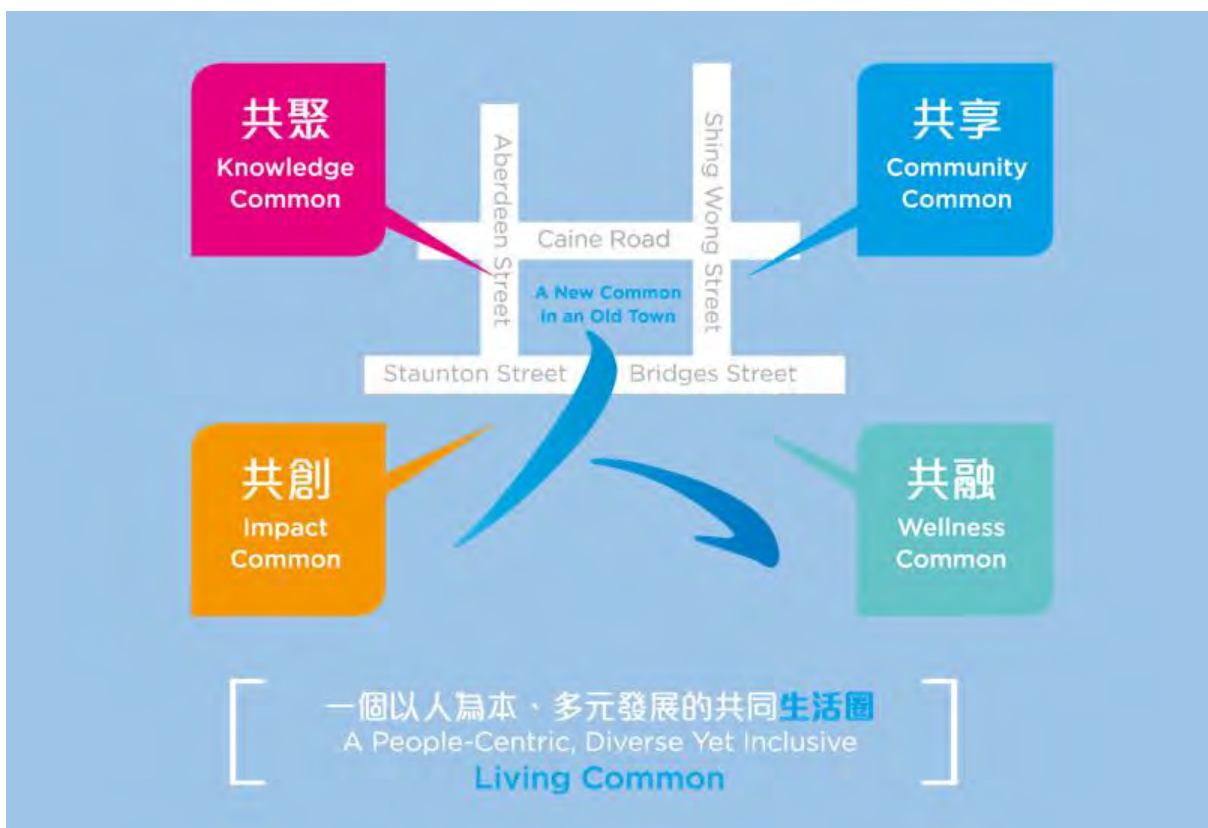 共聚
Knowledge
Common
共享
Community
Common
Aberdeen Street
Shing Wong Street
Caine Road
A New Common
in an Old Town
Staunton Street
Bridges Street
共創
Impact
Common
共融
Wellness
Common
一個以人為本、多元發展的共同生活圈
A People-Centric, Diverse Yet Inclusive
Living Common